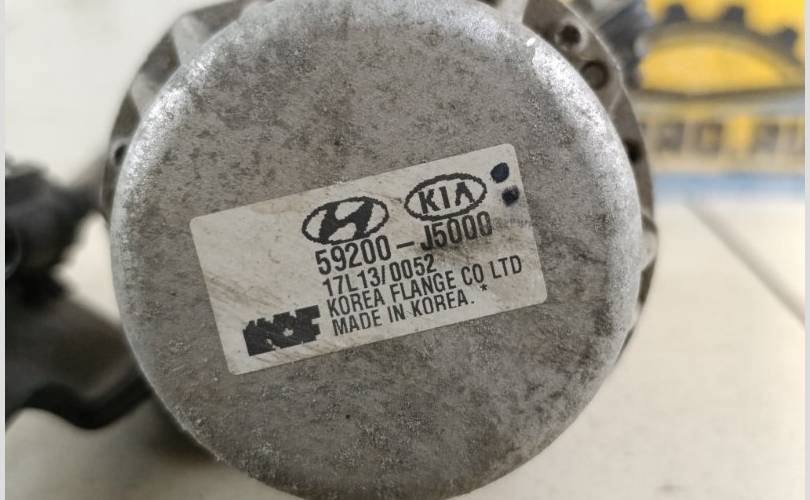 KIA
59200-J5000
17L13/0052
KOREA FLANGE CO LTD
MADE IN KOREA. *